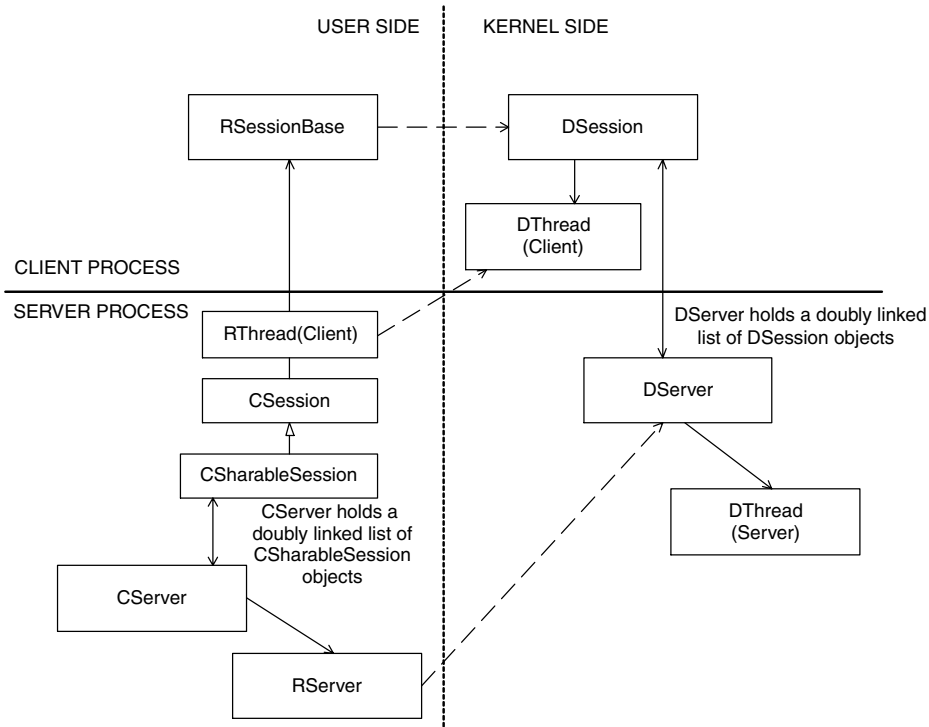 USER SIDE
KERNEL SIDE
RSessionBase
DSession
DThread
(Client)
CLIENT PROCESS
SERVER PROCESS
RThread(Client)
DServer holds a doubly linked
list of DSession objects
CSession
DServer
CSharableSession
CServer holds a
doubly linked list of
CSharableSession
objects
DThread
(Server)
CServer
RServer